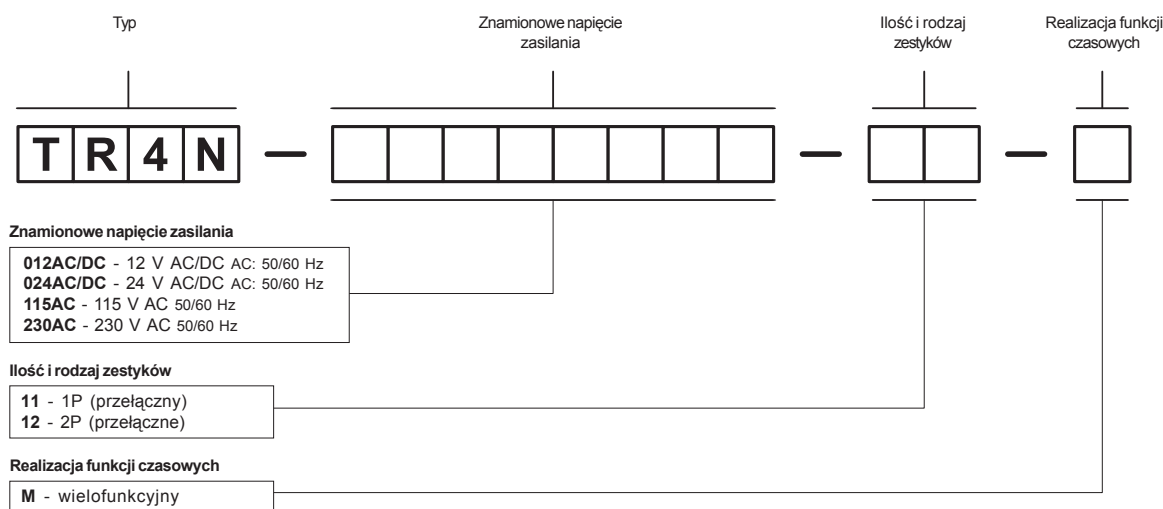 Typ
Znamionowe napięcie
zasilania
Ilość i rodzaj
zestyków
Realizacja funkcji
czasowych
T R 4 N – –  –
Znamionowe napięcie zasilania
012AC/DC - 12 V AC/DC AC: 50/60 Hz
024AC/DC - 24 V AC/DC AC: 50/60 Hz
115AC - 115 V AC 50/60 Hz
230AC - 230 V AC 50/60 Hz
Ilość i rodzaj zestyków
11 - 1P (przełączny)
12 - 2P (przełączne)
Realizacja funkcji czasowych
M - wielofunkcyjny